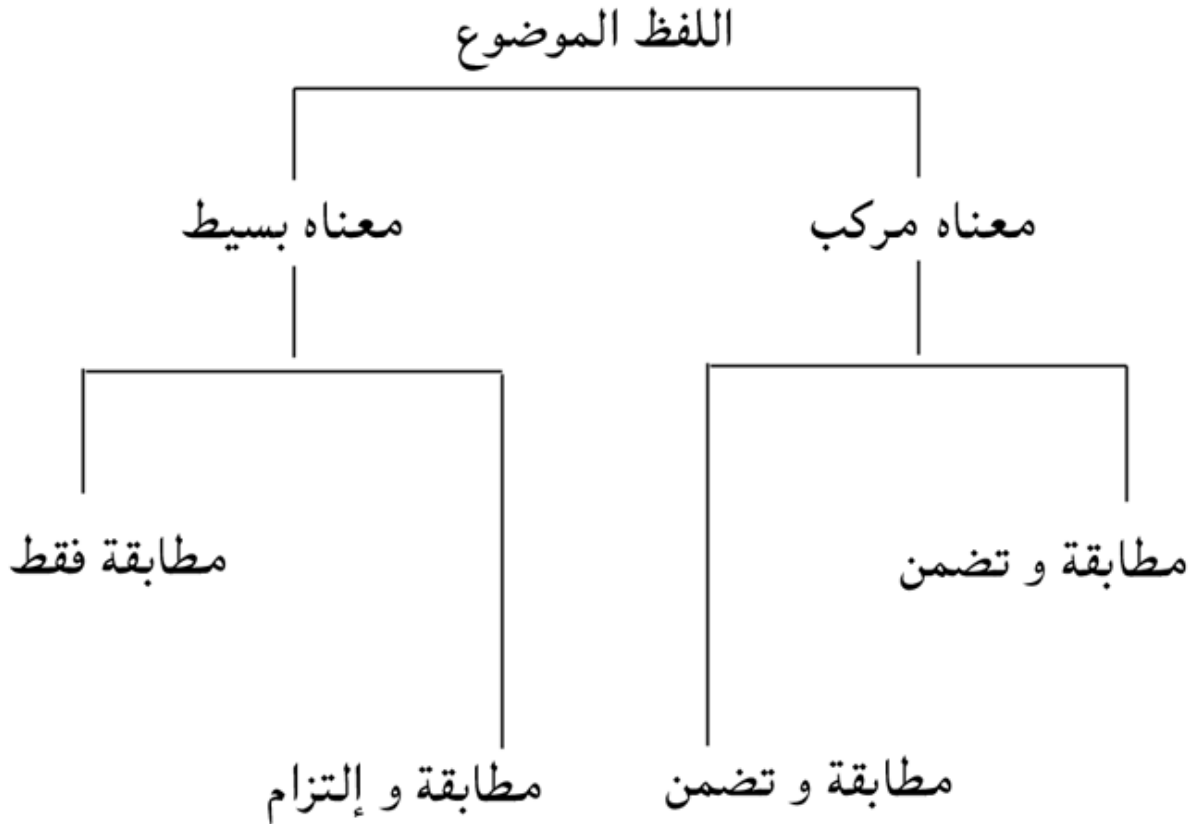 اللفظ الموضوع
معناه مركب
معناه بسيط
مطابقة و تضمن
مطابقة فقط
مطابقة و تضمن
مطابقة و إلتزام